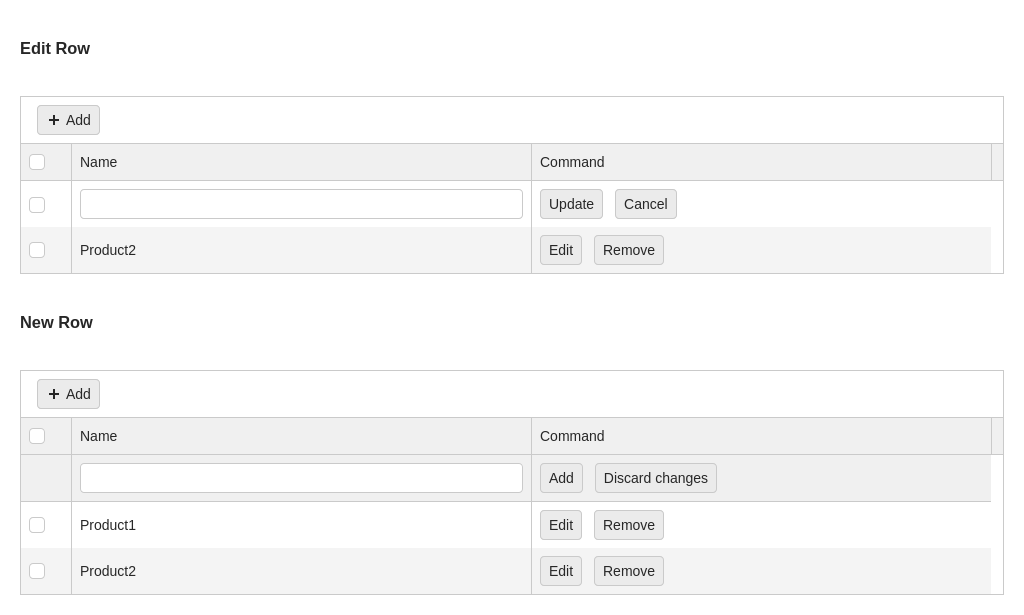 Edit Row
Add
Name Command
Update Cancel
Product2 Edit Remove
New Row
Add
Name Command
Add Discard changes
Product1 Edit Remove
Product2 Edit Remove